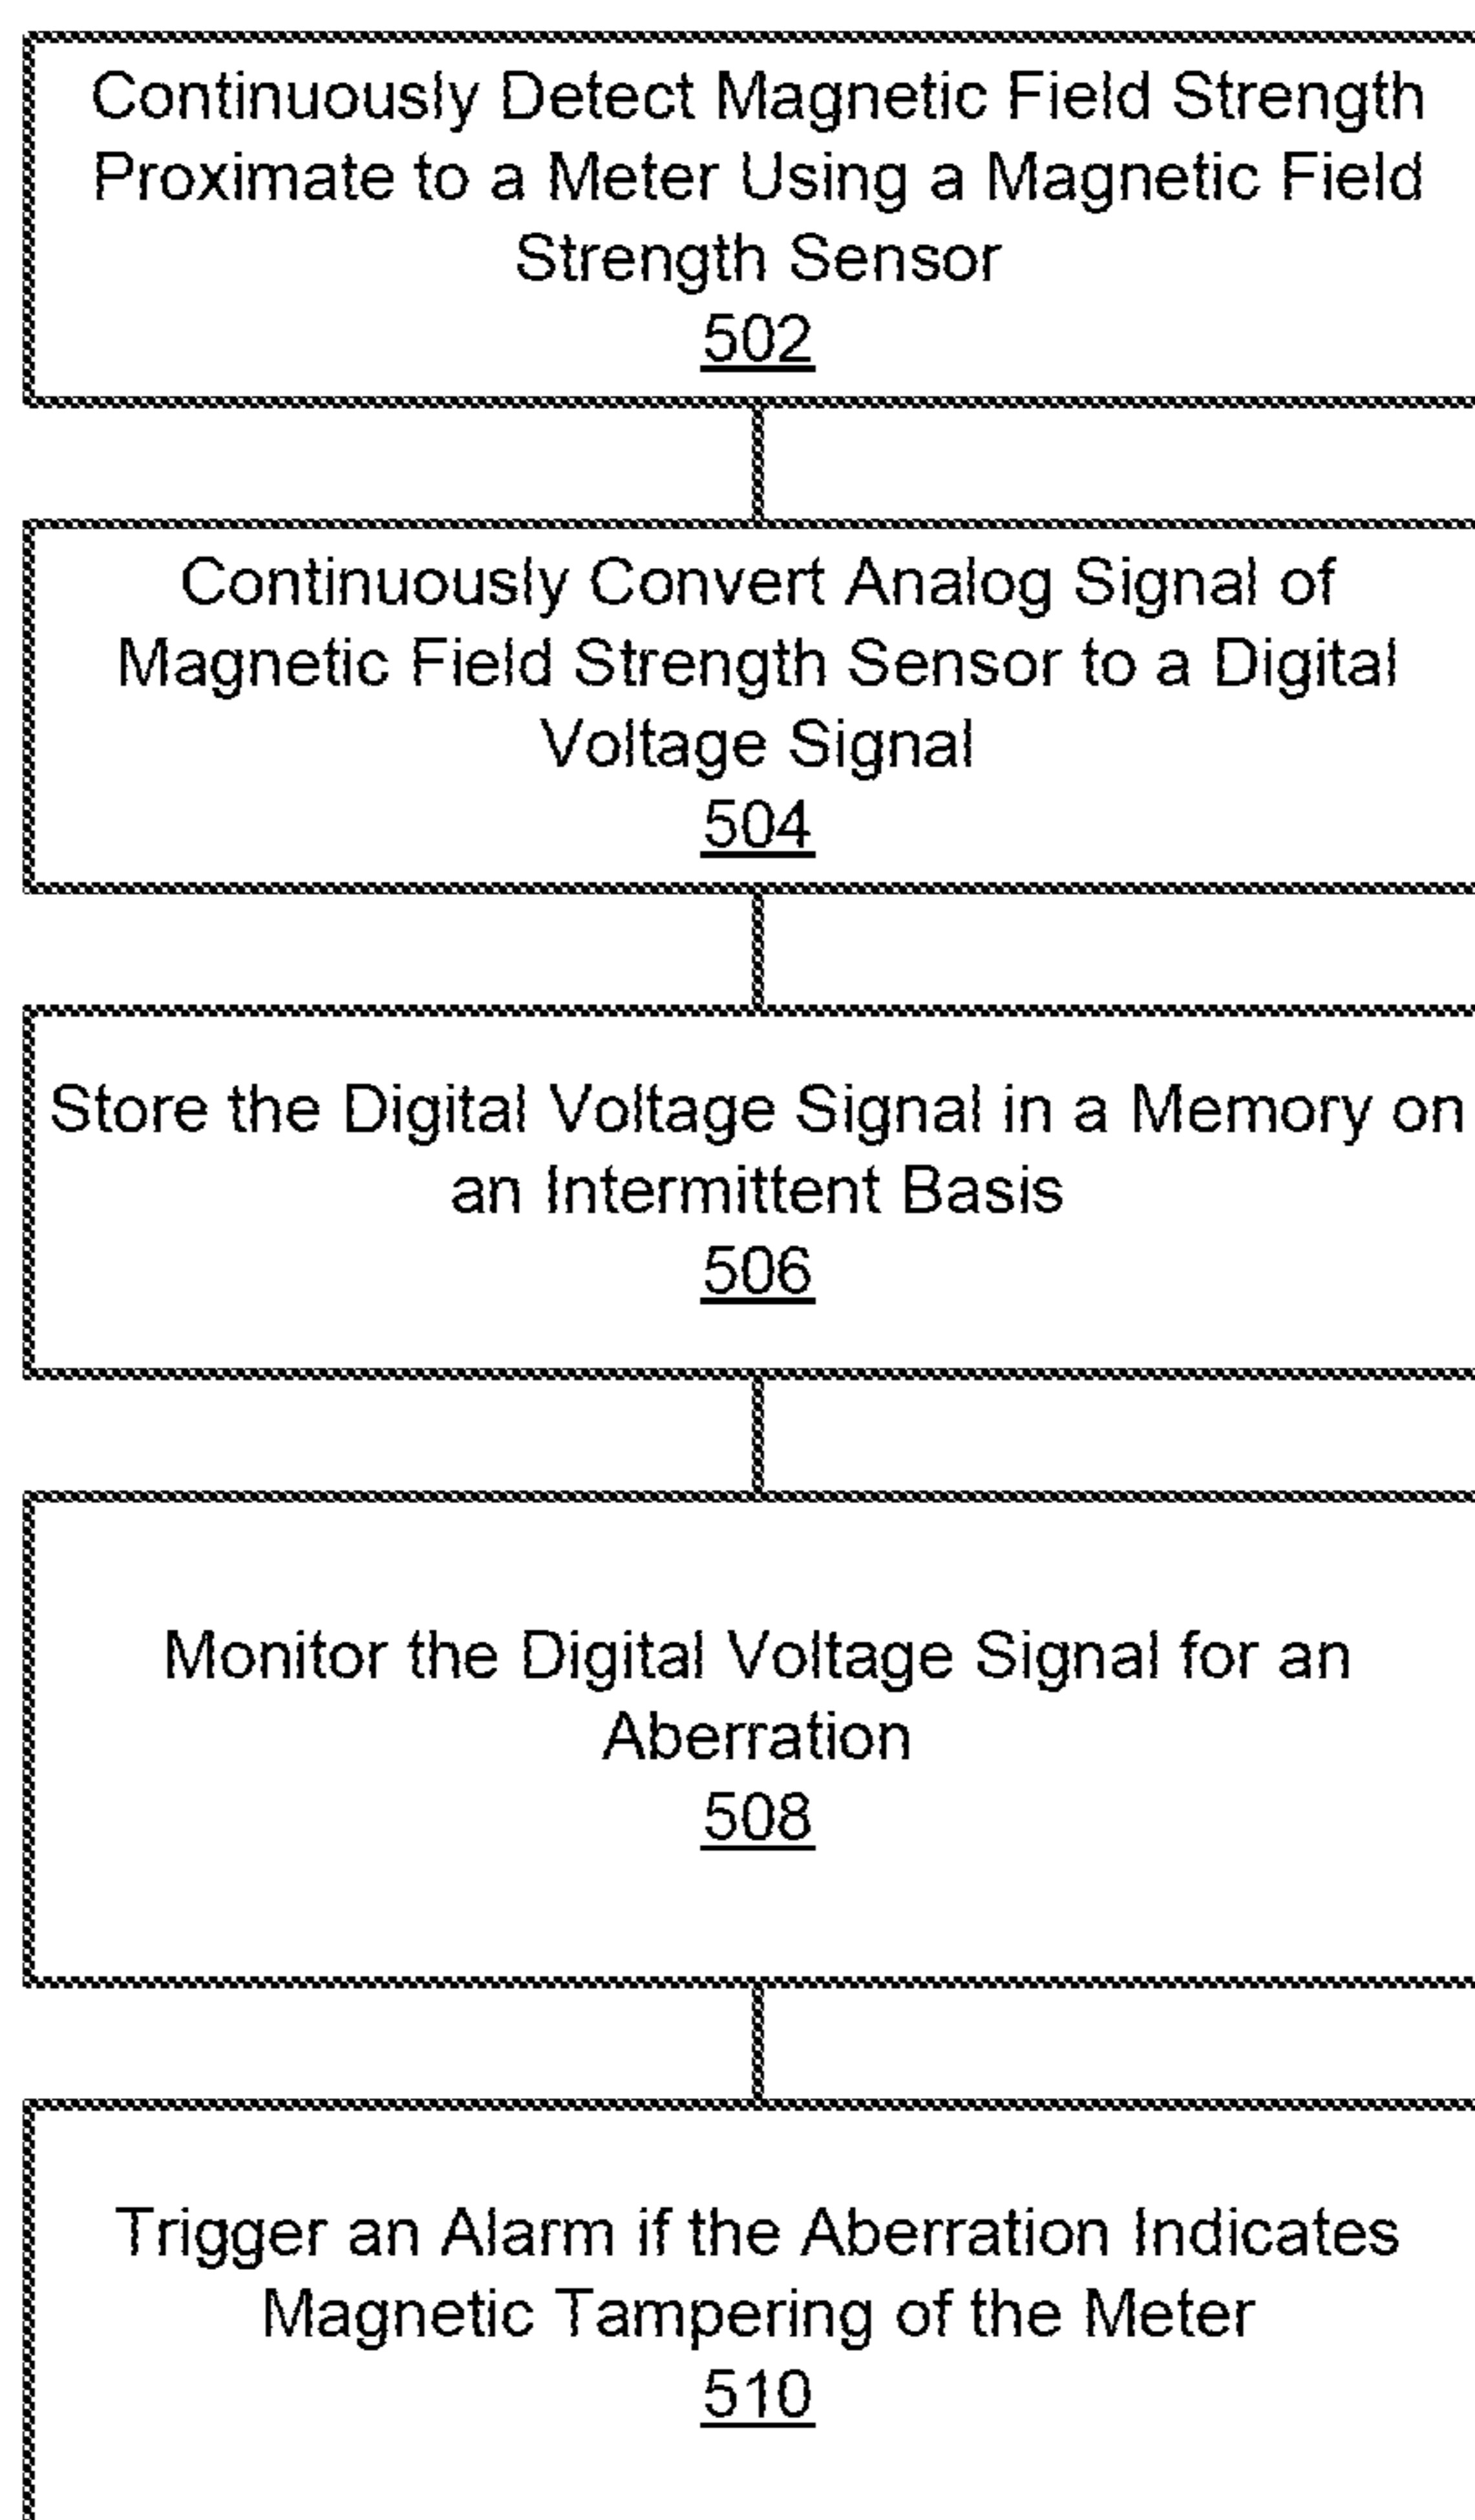 Continuously Detect Magnetic Field Strength
Proximate to a Meter Using a Magnetic Field
Strength Sensor
502
Continuously Convert Analog Signal of
Magnetic Field Strength Sensor to a Digital
Voltage Signal
504
Store the Digital Voltage Signal in a Memory on
an Intermittent Basis
506
Monitor the Digital Voltage Signal for an
Aberration
508
Trigger an Alarm if the Aberration Indicates
Magnetic Tampering of the Meter
510